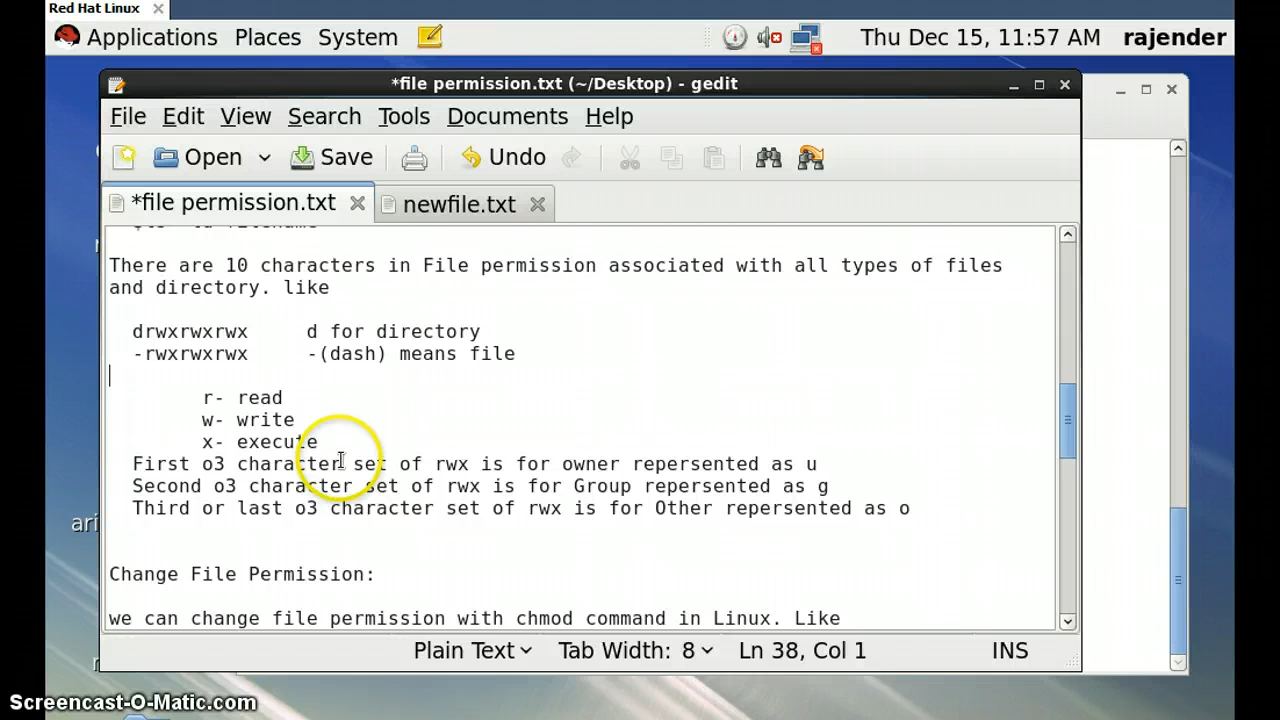 Red Hat Linux
Applications Places System Thu Dec 15, 11:57 AM rajender
*file permission.txt (~/Desktop) - gedit
File Edit View Search Tools Documents Help
Open Save Undo
*file permission.txt newfile.txt
There are 10 characters in File permission associated with all types of files
and directory. like
drwxrwxrwx d for directory
-rwxrwxrwx -(dash) means file
r- read
w- write
x- execute
First o3 character set of rwx is for owner repersented as u
Second o3 character set of rwx is for Group repersented as g
Third or last o3 character set of rwx is for Other repersented as o
Change File Permission:
we can change file permission with chmod command in Linux. Like
ari
Plain Text Tab Width: 8 Ln 38, Col 1 INS
Screencast-O-Matic.com